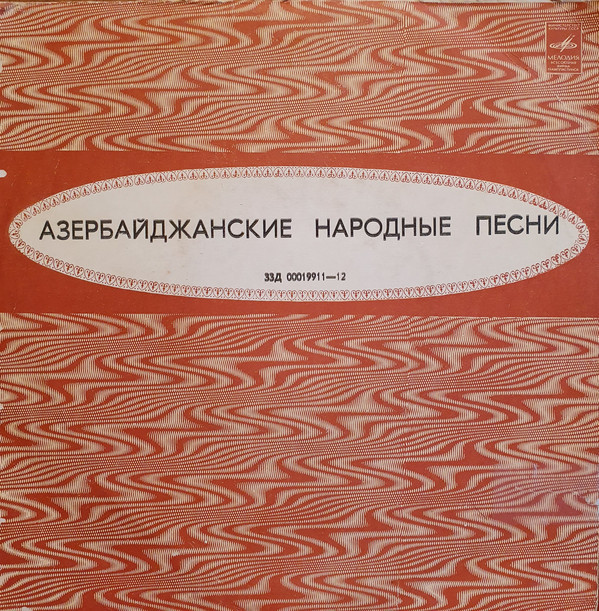 МЕЛОДИЯ
АЗЕРБАЙДЖАНСКИЕ НАРОДНЫЕ ПЕСНИ
33Д 00019911—12